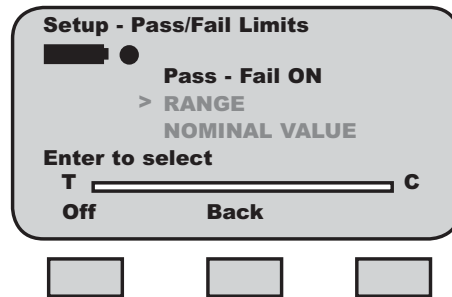 Setup - Pass/Fail Limits
Pass - Fail ON
> RANGE
NOMINAL VALUE
Enter to select
T C
Off Back